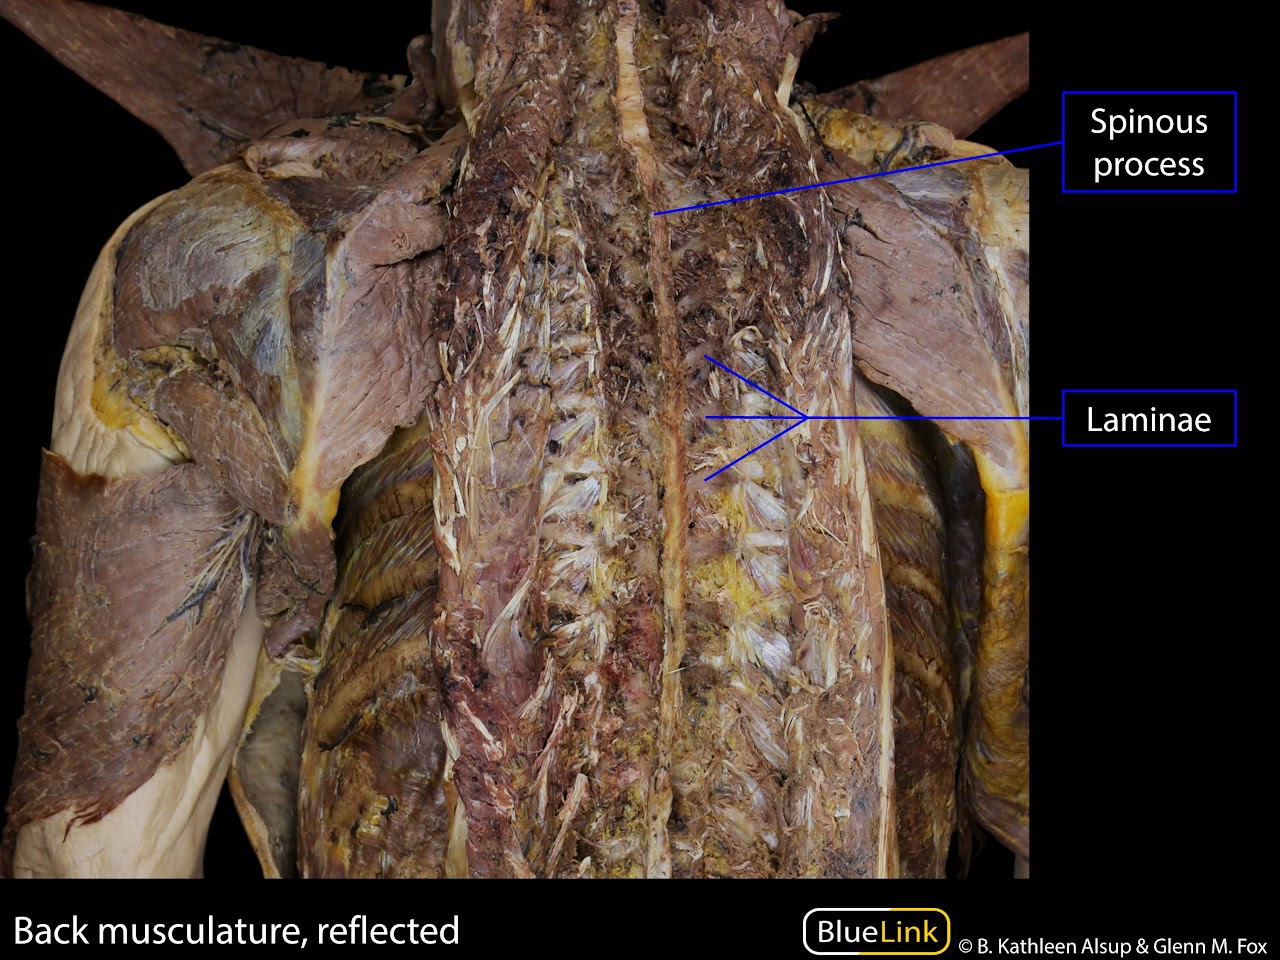 Spinous
process
Laminae
Back musculature, reflected
BlueLink
© B. Kathleen Alsup & Glenn M. Fox